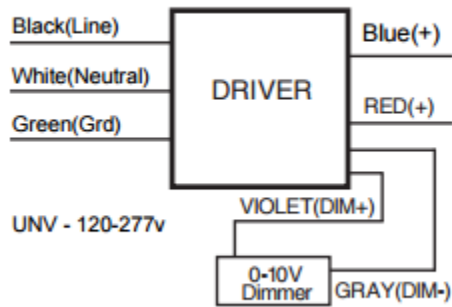 Black(Line)
Blue(+)
White(Neutral)
DRIVER
RED(+)
Green(Grd)
VIOLET(DIM+)
UNV - 120-277v
0-10V
Dimmer
GRAY(DIM-)